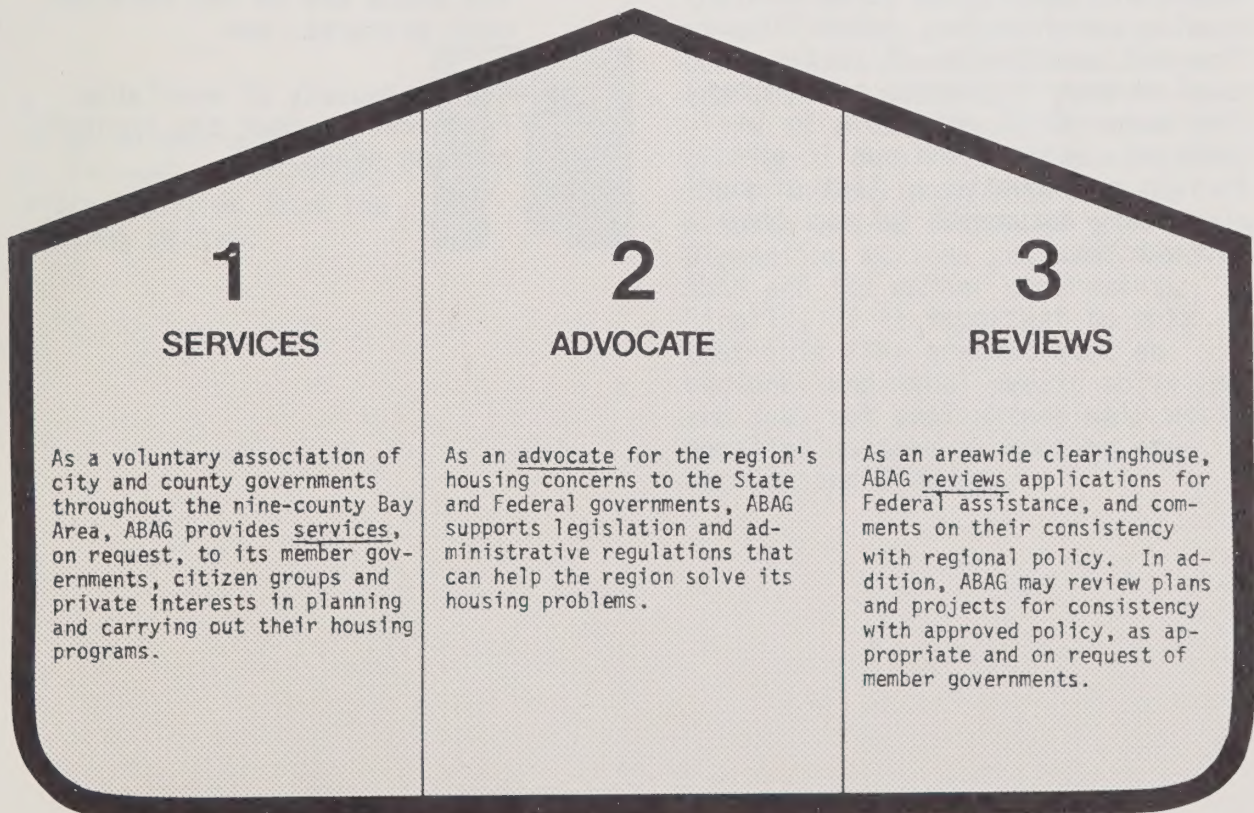 1
SERVICES
As a voluntary association of
city and county governments
throughout the nine-county Bay
Area, ABAG provides services,
on request, to its member gov-
ernments, citizen groups and
private interests in planning
and carrying out their housing
programs.
2
ADVOCATE
As an advocate for the region's
housing concerns to the State
and Federal governments, ABAG
supports legislation and ad-
ministrative regulations that
can help the region solve its
housing problems.
3
REVIEWS
As an areawide clearinghouse,
ABAG reviews applications for
Federal assistance, and com-
ments on their consistency
with regional policy. In ad-
dition, ABAG may review plans
and projects for consistency
with approved policy, as ap-
propriate and on request of
member governments.